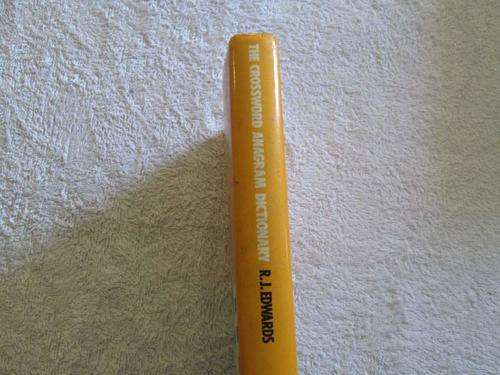 THE CROSSWORD ANAGRAM DICTIONARY R.J. EDWARDS